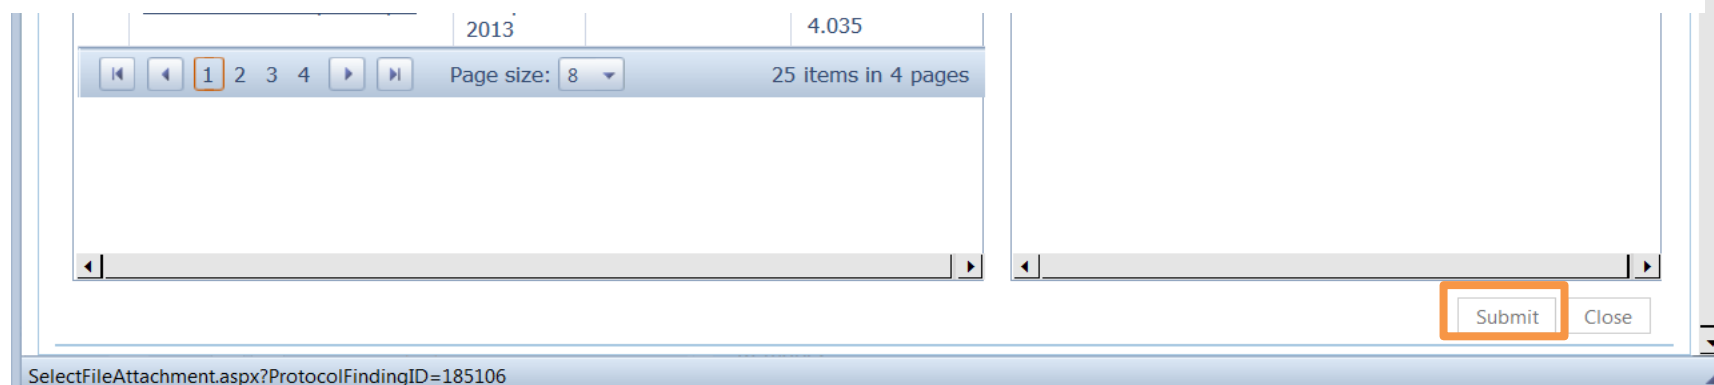 2013
4.035
1 2 3 4 Page size: 8 25 items in 4 pages
Submit Close
SelectFileAttachment.aspx?ProtocolFindingID=185106